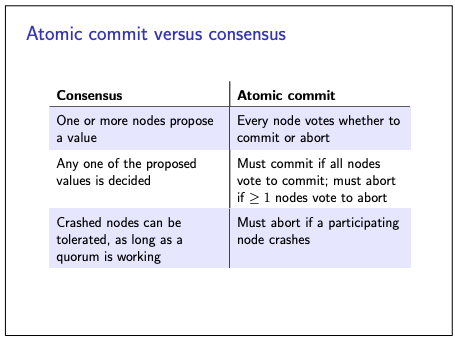 Atomic commit versus consensus
Consensus
Atomic commit
One or more nodes propose
a value
Every node votes whether to
commit or abort
Any one of the proposed
values is decided
Must commit if all nodes
vote to commit; must abort
if ≥ 1 nodes vote to abort
Crashed nodes can be
tolerated, as long as a
quorum is working
Must abort if a participating
node crashes